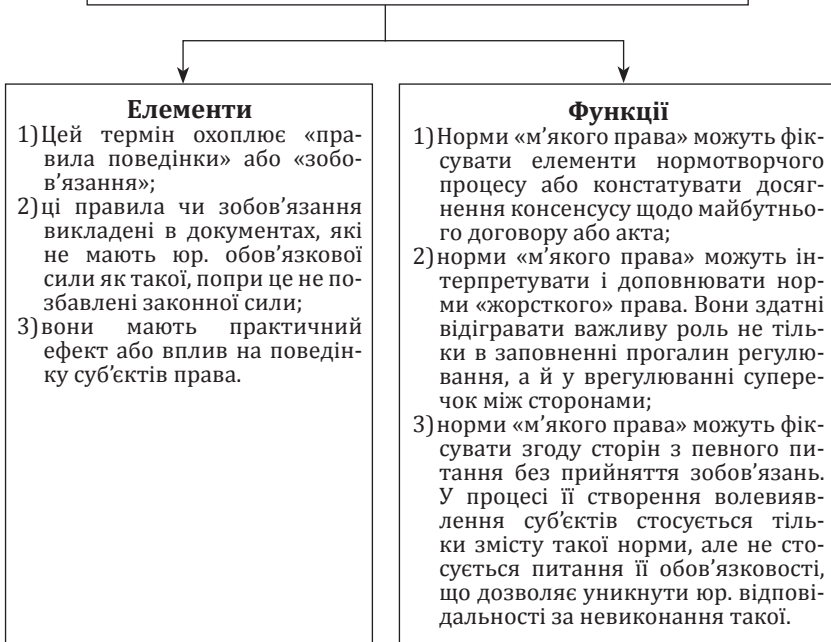 Елементи
1)Цей термін охоплює «пра-
вила поведінки» або «зобо-
в’язання»;
2)ці правила чи зобов’язання
викладені в документах, які
не мають юр. обов’язкової
сили як такої, попри це не по-
збавлені законної сили;
3)вони мають практичний
ефект або вплив на поведін-
ку суб’єктів права.
Функції
1)Норми «м’якого права» можуть фік-
сувати елементи нормотворчого
процесу або констатувати досяг-
нення консенсусу щодо майбутньо-
го договору або акта;
2)норми «м’якого права» можуть ін-
терпретувати і доповнювати нор-
ми «жорсткого» права. Вони здатні
відігравати важливу роль не тіль-
ки в заповненні прогалин регулю-
вання, а й у врегулюванні супере-
чок між сторонами;
3)норми «м’якого права» можуть фік-
сувати згоду сторін з певного пи-
тання без прийняття зобов’язань.
У процесі її створення волевияв-
лення суб’єктів стосується тіль-
ки змісту такої норми, але не сто-
сується питання її обов’язковості,
що дозволяє уникнути юр. відпові-
дальності за невиконання такої.